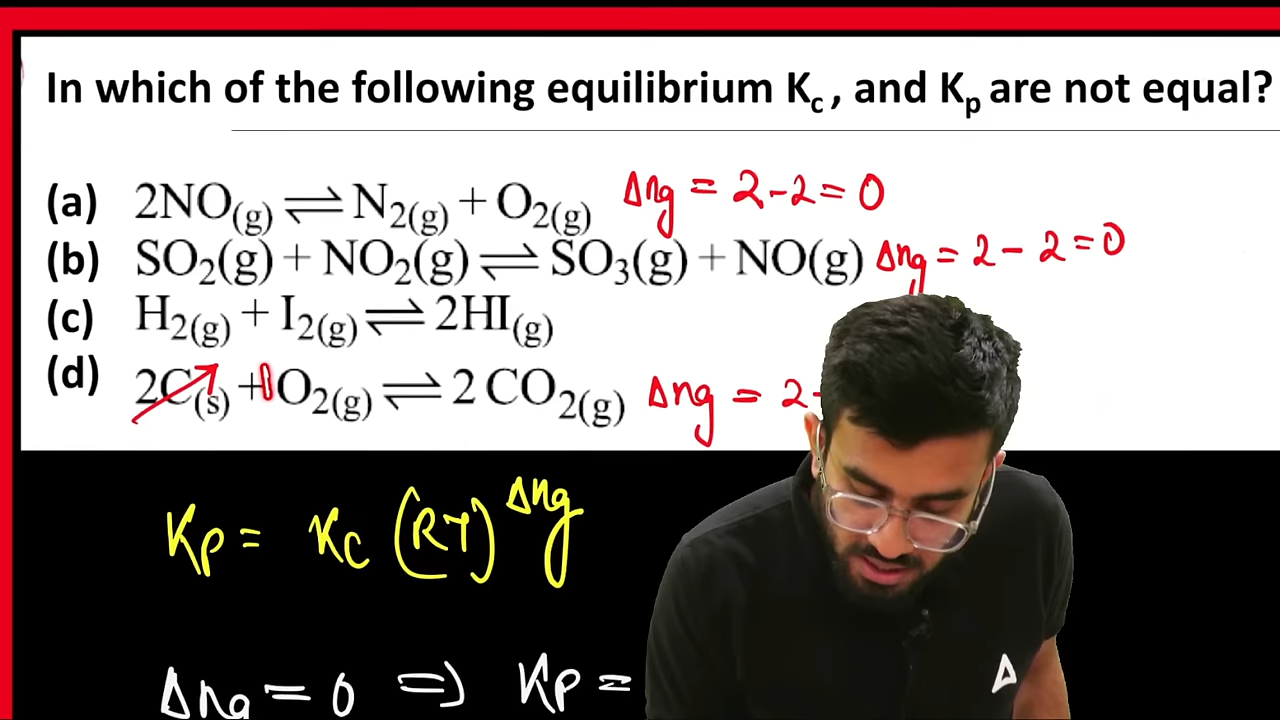 In which of the following equilibrium Kc, and Kp are not equal?
(a) 2NO(g) ⇌ N2(g) + O2(g) Δng = 2-2 = 0
(b) SO2(g) + NO2(g) ⇌ SO3(g) + NO(g) Δng = 2 - 2 = 0
(c) H2(g) + I2(g) ⇌ 2HI(g)
(d) 2C(s) + O2(g) ⇌ 2 CO2(g) Δng = 2-
Kp = Kc (RT)^Δng
Δng = 0 ⇒ Kp =